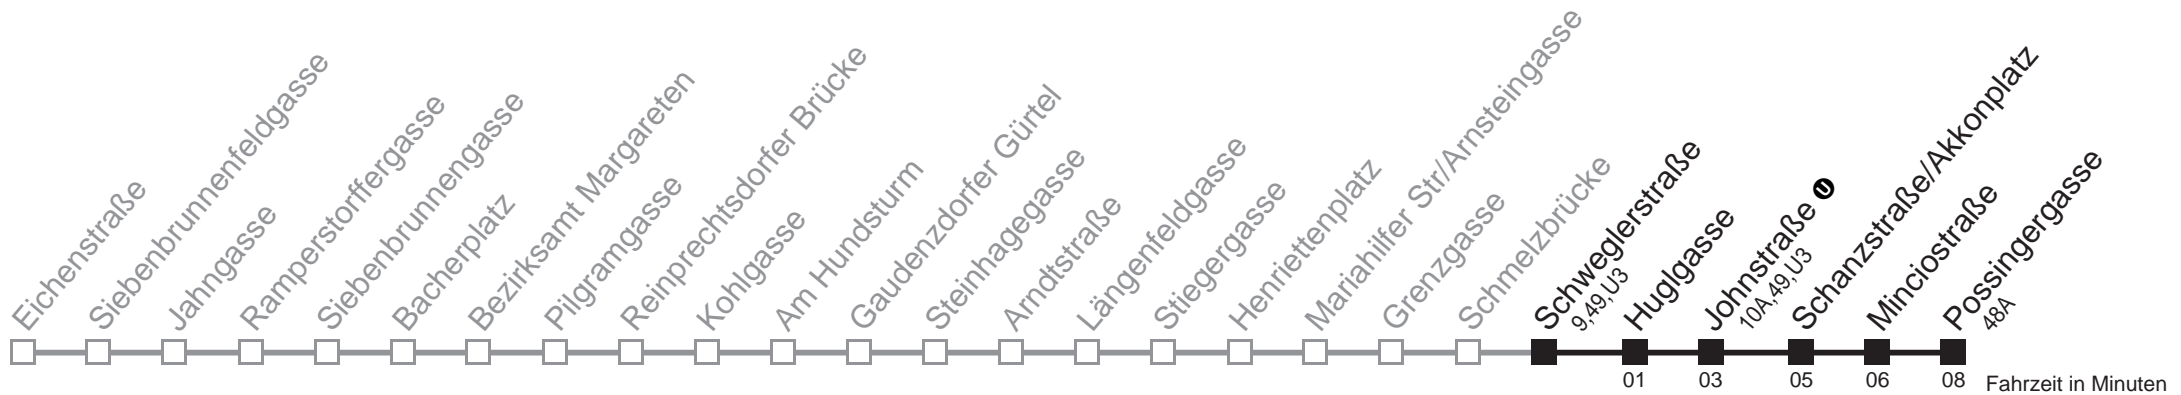 Eichenstraße
Siebenbrunnenfeldgasse
Jahngasse
Ramperstorffergasse
Siebenbrunnengasse
Bacherplatz
Bezirksamt Margareten
Pilgramgasse
Reinprechtsdorfer Brücke
Kohlgasse
Am Hundsturm
Gaudenzdorfer Gürtel
Steinhagegasse
Arndtstraße
Längenfeldgasse
Stiegergasse
Henriettenplatz
Mariahilfer Str/Arnsteingasse
Grenzgasse
Schmelzbrücke
Schweglerstraße
9,49,U3
Huglgasse
Johnstraße U
10A,49,U3
Schanzstraße/Akkonplatz
Minciostraße
Possingergasse
48A
01 03 05 06 08 Fahrzeit in Minuten